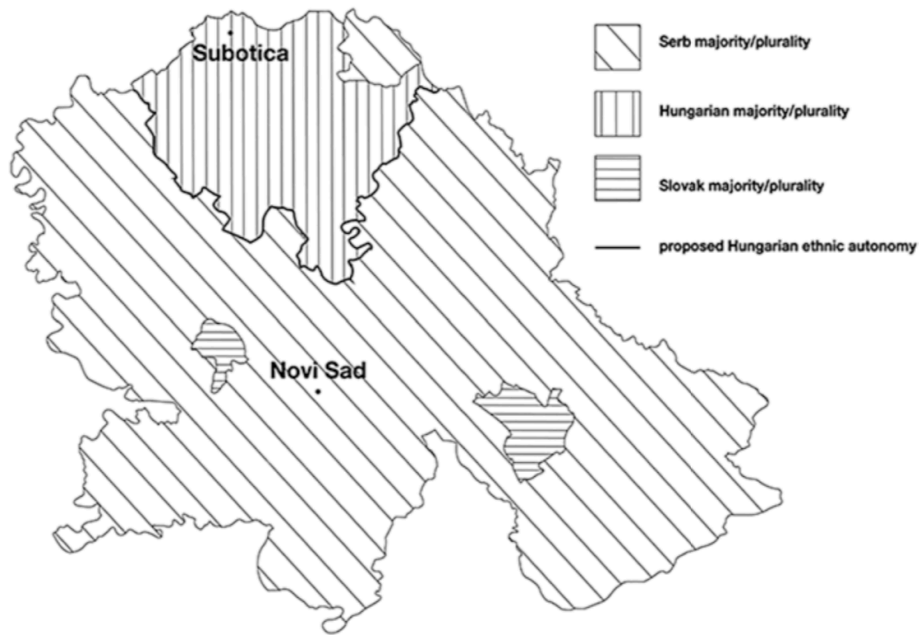 Subotica
Novi Sad
Serb majority/plurality
Hungarian majority/plurality
Slovak majority/plurality
proposed Hungarian ethnic autonomy